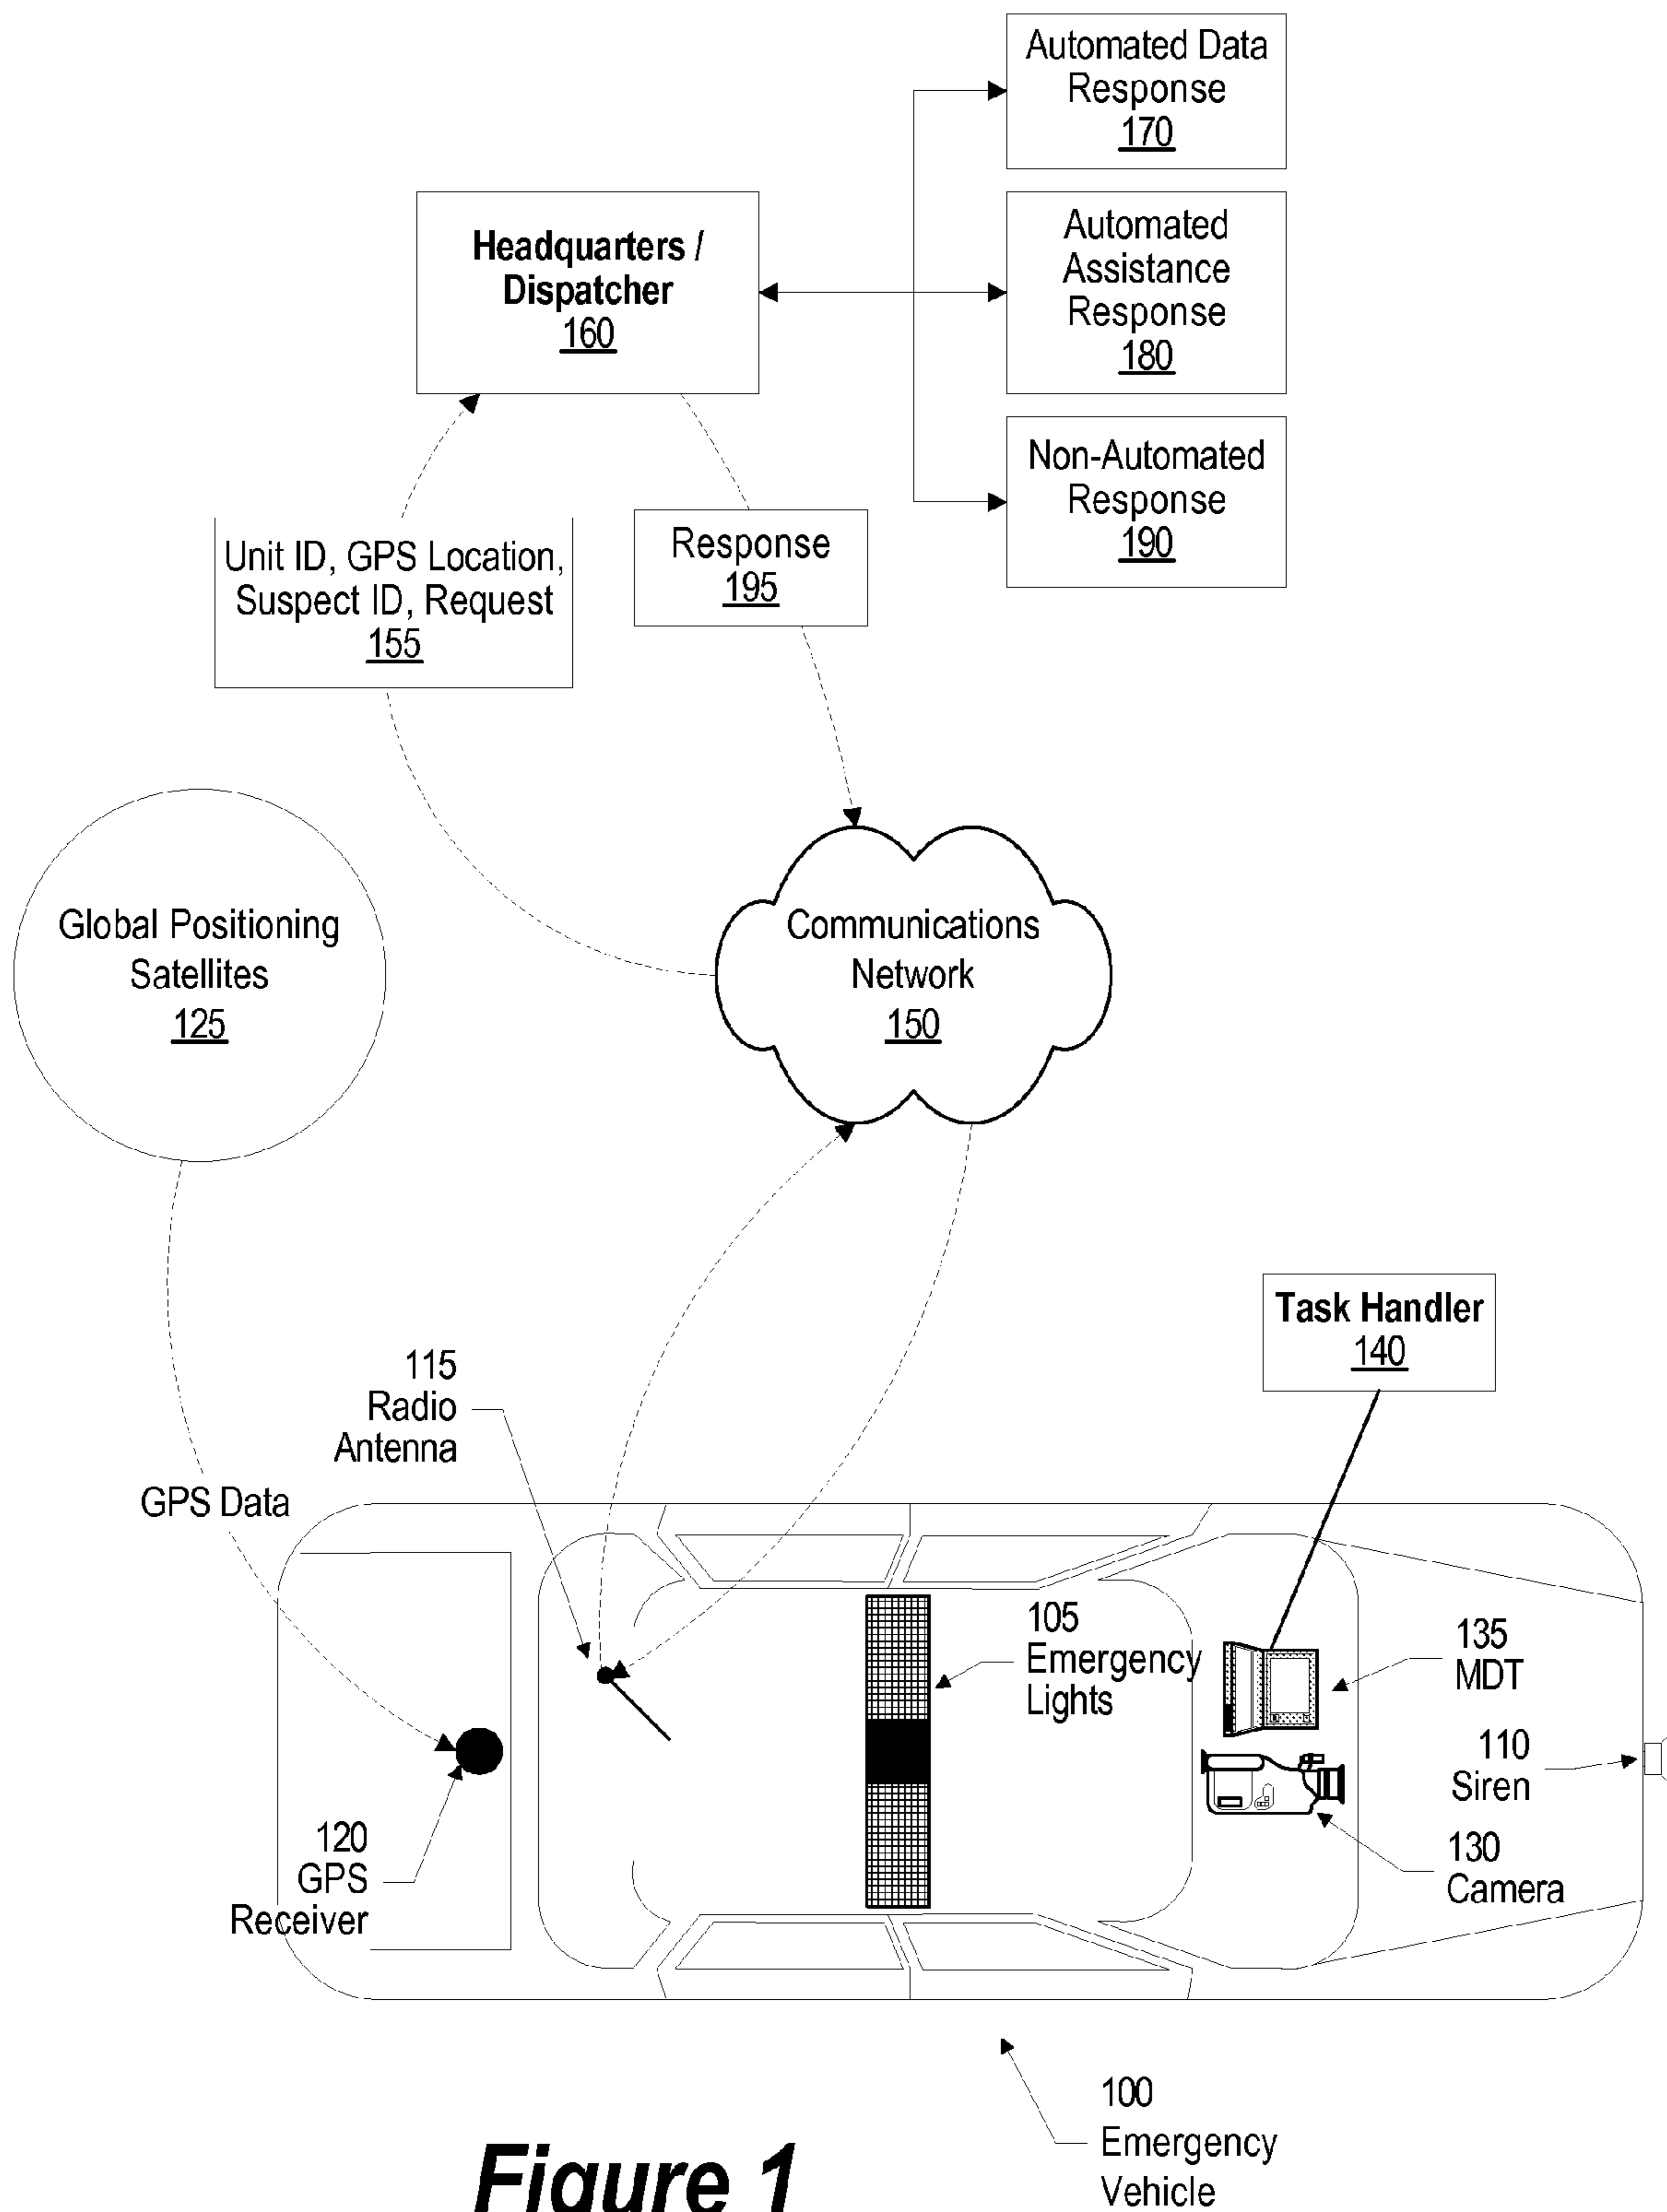 Automated Data
Response
170
Headquarters /
Dispatcher
160
Automated
Assistance
Response
180
Non-Automated
Response
190
Unit ID, GPS Location,
Suspect ID, Request
155
Response
195
Global Positioning
Satellites
125
Communications
Network
150
Task Handler
140
115
Radio
Antenna
GPS Data
105
Emergency
Lights
135
MDT
110
Siren
120
GPS
Receiver
130
Camera
100
Emergency
Vehicle
Figure 1